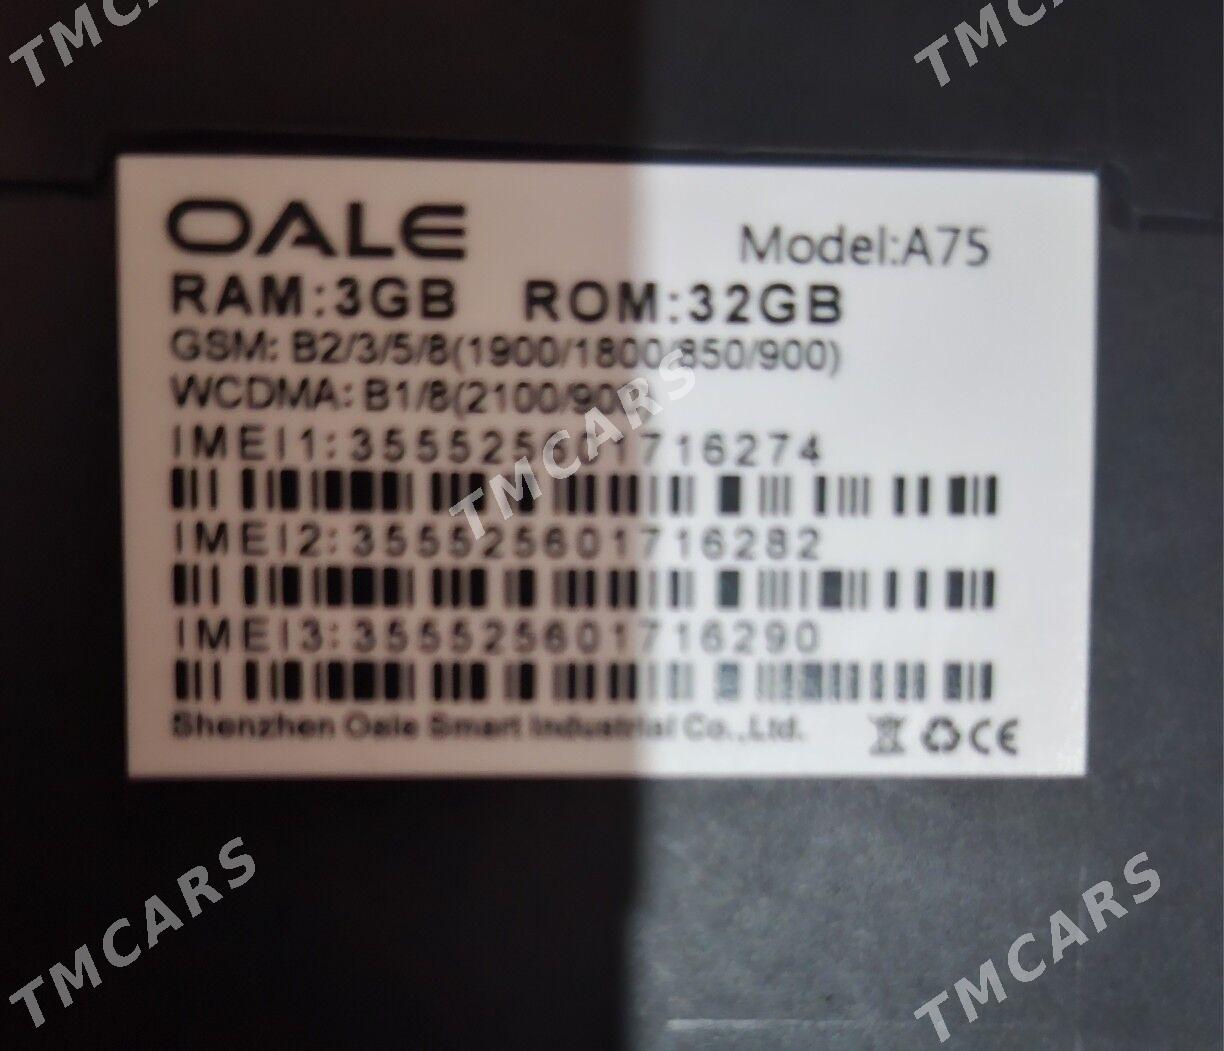 TMCARS
TMCARS
OALE
Model:A75
RAM:3GB ROM:32GB
GSM: B2/3/5/8(1900/1800/850/900)
WCDMA: B1/8(2100/900)
IMEI1:355525601716274
TMCARS
IMEI2:355525601716282
IMEI3:355525601716290
Shenzhen Oale Smart Industrial Co.,Ltd.
CE
TMCARS
TMCARS